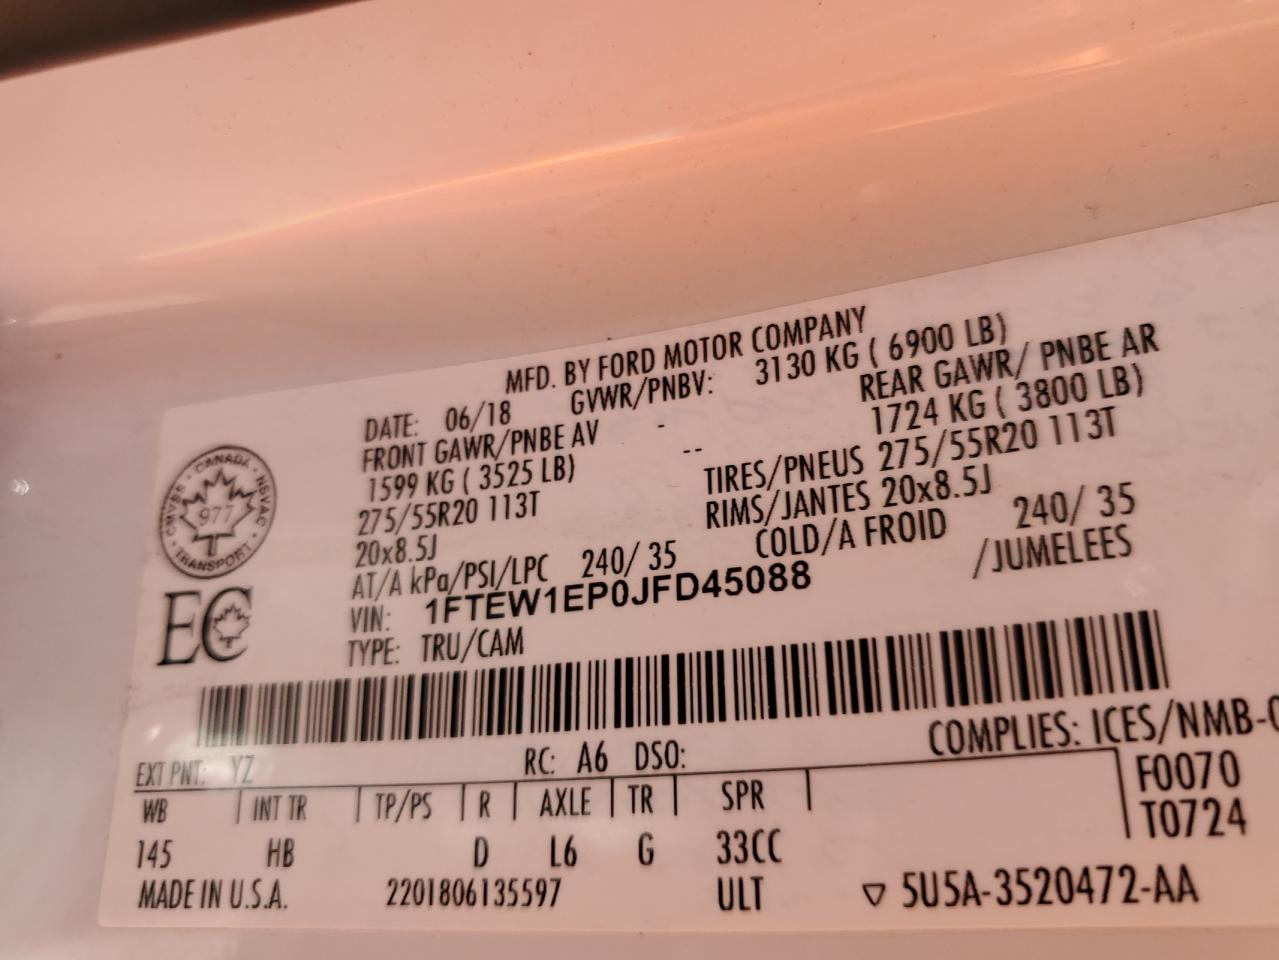 MFD. BY FORD MOTOR COMPANY
DATE: 06/18 GVWR/PNBV: 3130 KG ( 6900 LB)
FRONT GAWR/PNBE AV - -- REAR GAWR/ PNBE AR
1599 KG ( 3525 LB) 1724 KG ( 3800 LB)
275/55R20 113T TIRES/PNEUS 275/55R20 113T
20x8.5J RIMS/JANTES 20x8.5J
AT/A kPa/PSI/LPC 240/ 35 COLD/A FROID 240/ 35
VIN: 1FTEW1EP0JFD45088 /JUMELEES
TYPE: TRU/CAM
CANADA
CMVSS • NSVAC
977
TRANSPORT
EC
COMPLIES: ICES/NMB-
EXT PNT: YZ RC: A6 DSO:
WB INT TR TP/PS R AXLE TR SPR F0070
145 HB D L6 G 33CC T0724
MADE IN U.S.A. 2201806135597 ULT ▽ 5U5A-3520472-AA